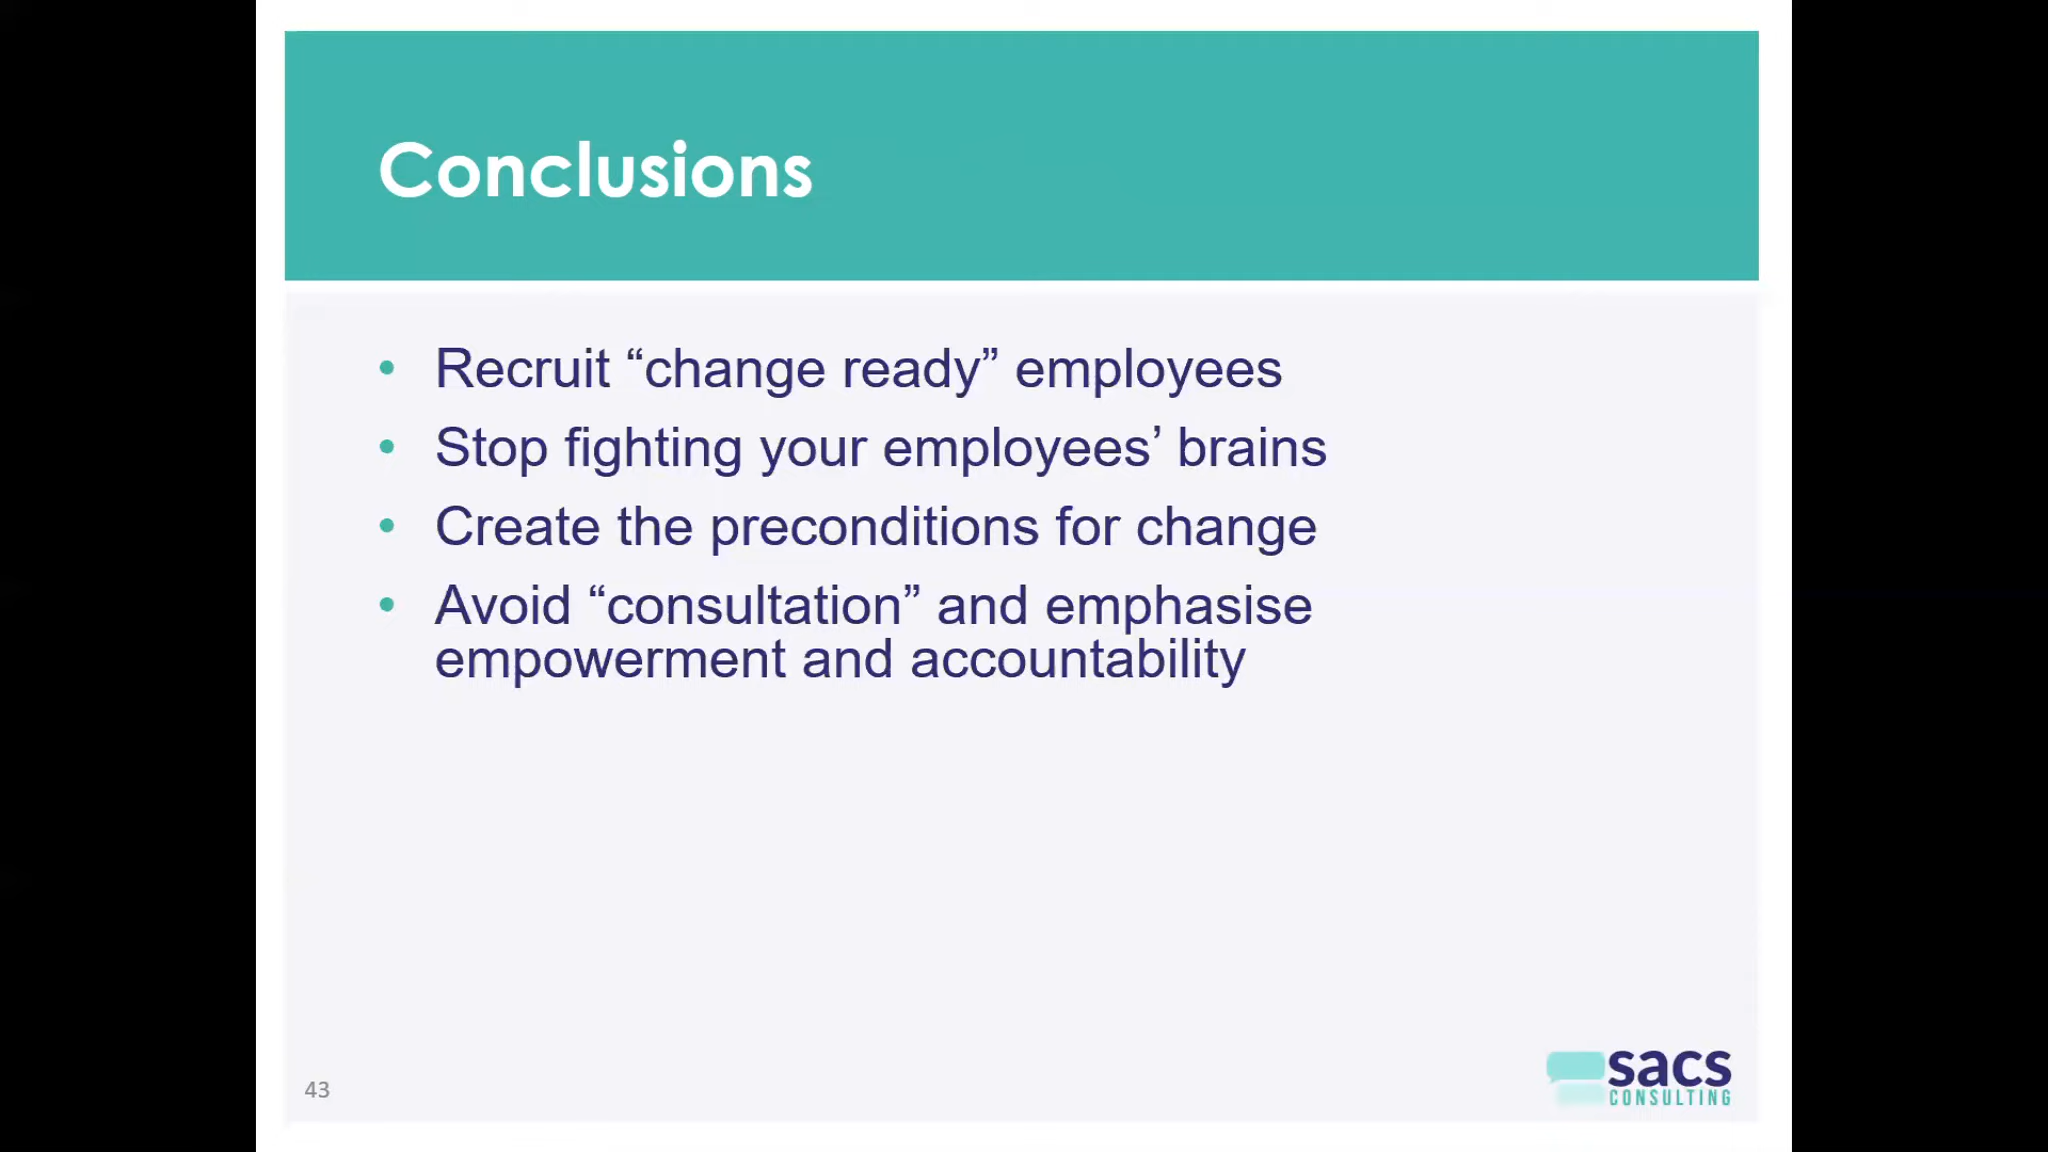 Conclusions
• Recruit “change ready” employees
• Stop fighting your employees’ brains
• Create the preconditions for change
• Avoid “consultation” and emphasise
empowerment and accountability
43
sacs
CONSULTING